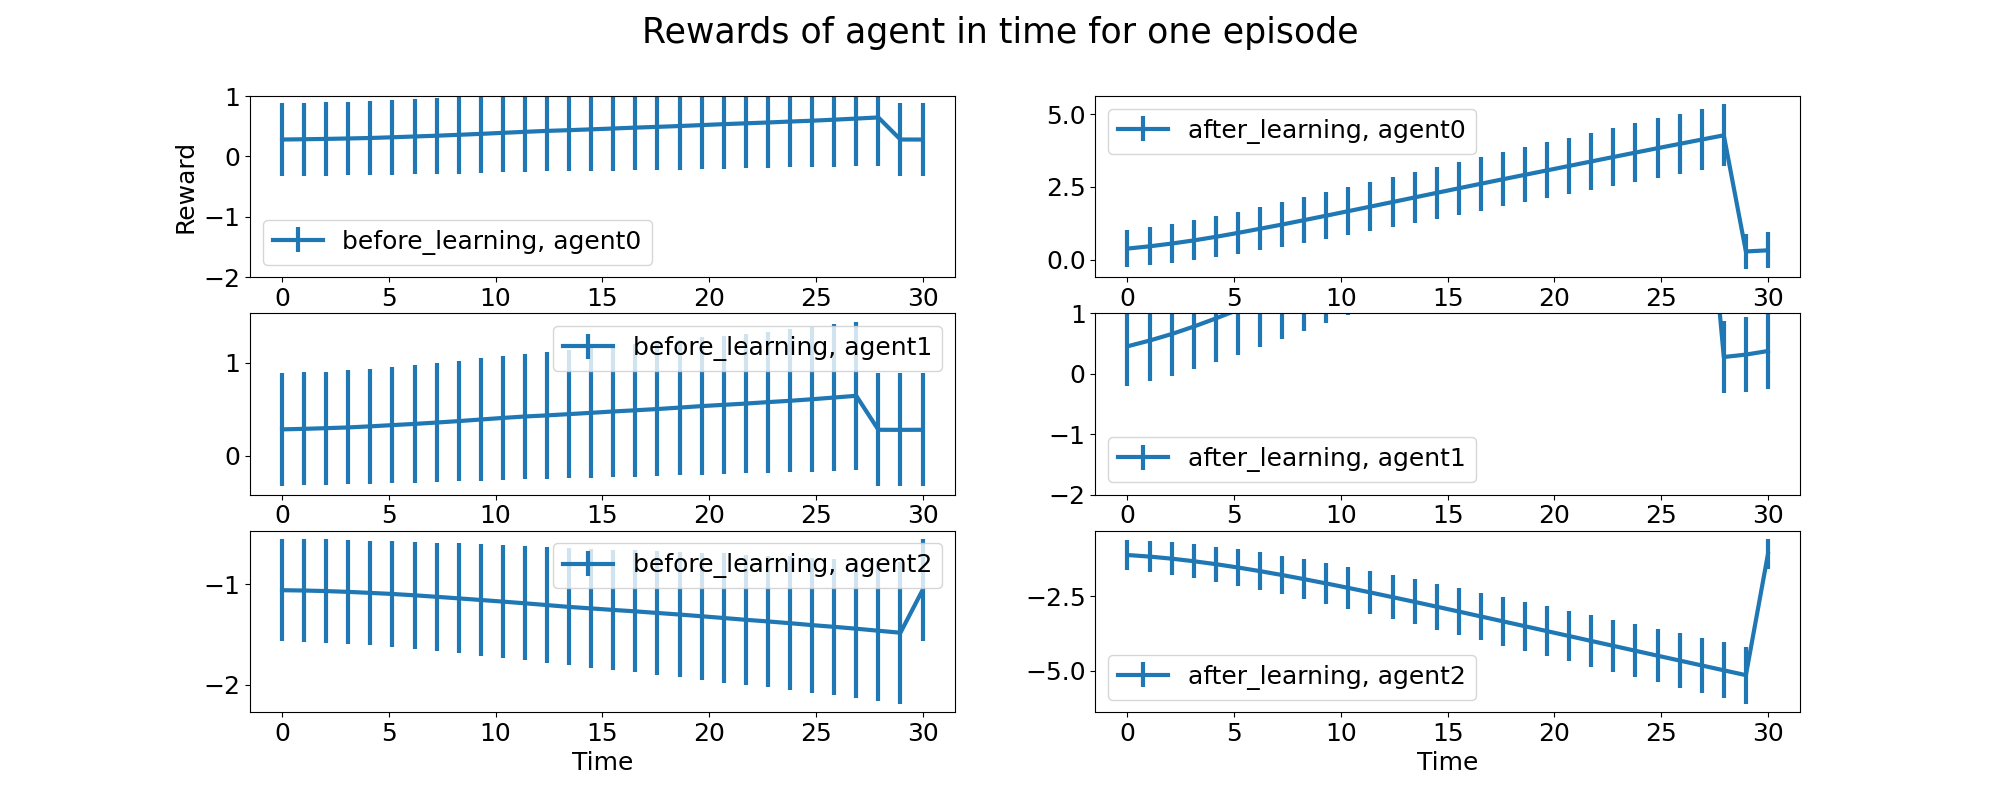 Rewards of agent in time for one episode
Reward
1
0
−1
−2
before_learning, agent0
0 5 10 15 20 25 30
5.0
2.5
0.0
after_learning, agent0
0 5 10 15 20 25 30
1
0
before_learning, agent1
0 5 10 15 20 25 30
1
0
−1
−2
after_learning, agent1
0 5 10 15 20 25 30
−1
−2
before_learning, agent2
0 5 10 15 20 25 30
Time
−2.5
−5.0
after_learning, agent2
0 5 10 15 20 25 30
Time